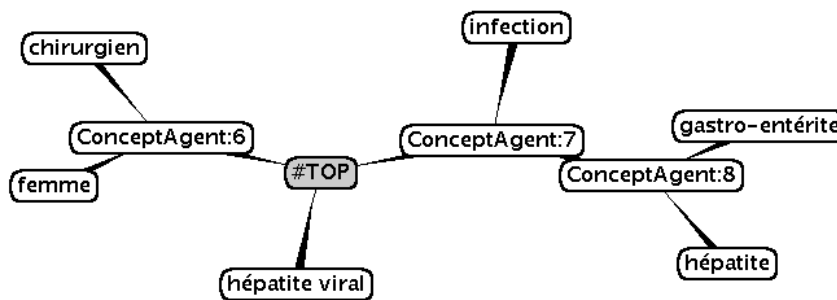 infection
chirurgien
gastro-entérite
ConceptAgent:6
ConceptAgent:7
#TOP
ConceptAgent:8
femme
hépatite
hépatite viral